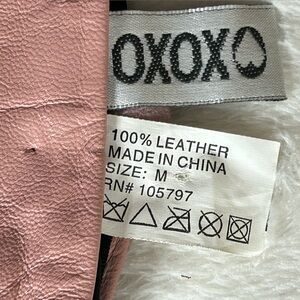 OXOX
100% LEATHER
MADE IN CHINA
SIZE: M
RN# 105797